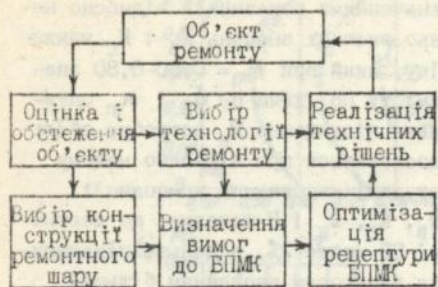 Об'єкт
ремонту
Оцінка і
обстеження
об'єкту
Вибір
технології
ремонту
Реалізація
технічних
рішень
Вибір кон-
струкції
ремонтного
шару
Визначення
вимог
до БПМК
Оптиміза-
ція
рецептури
БПМК